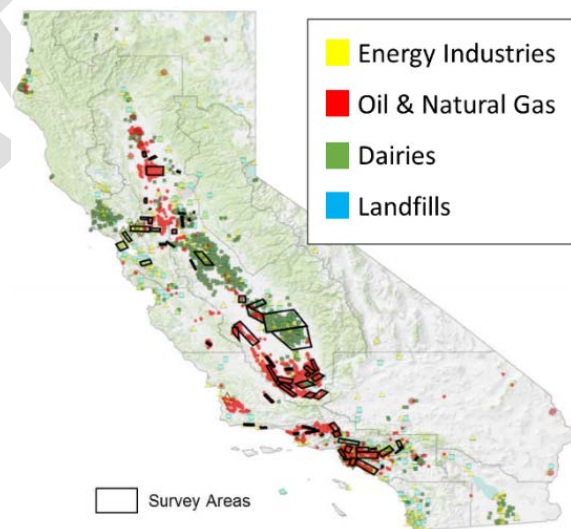 Energy Industries
Oil & Natural Gas
Dairies
Landfills
Survey Areas